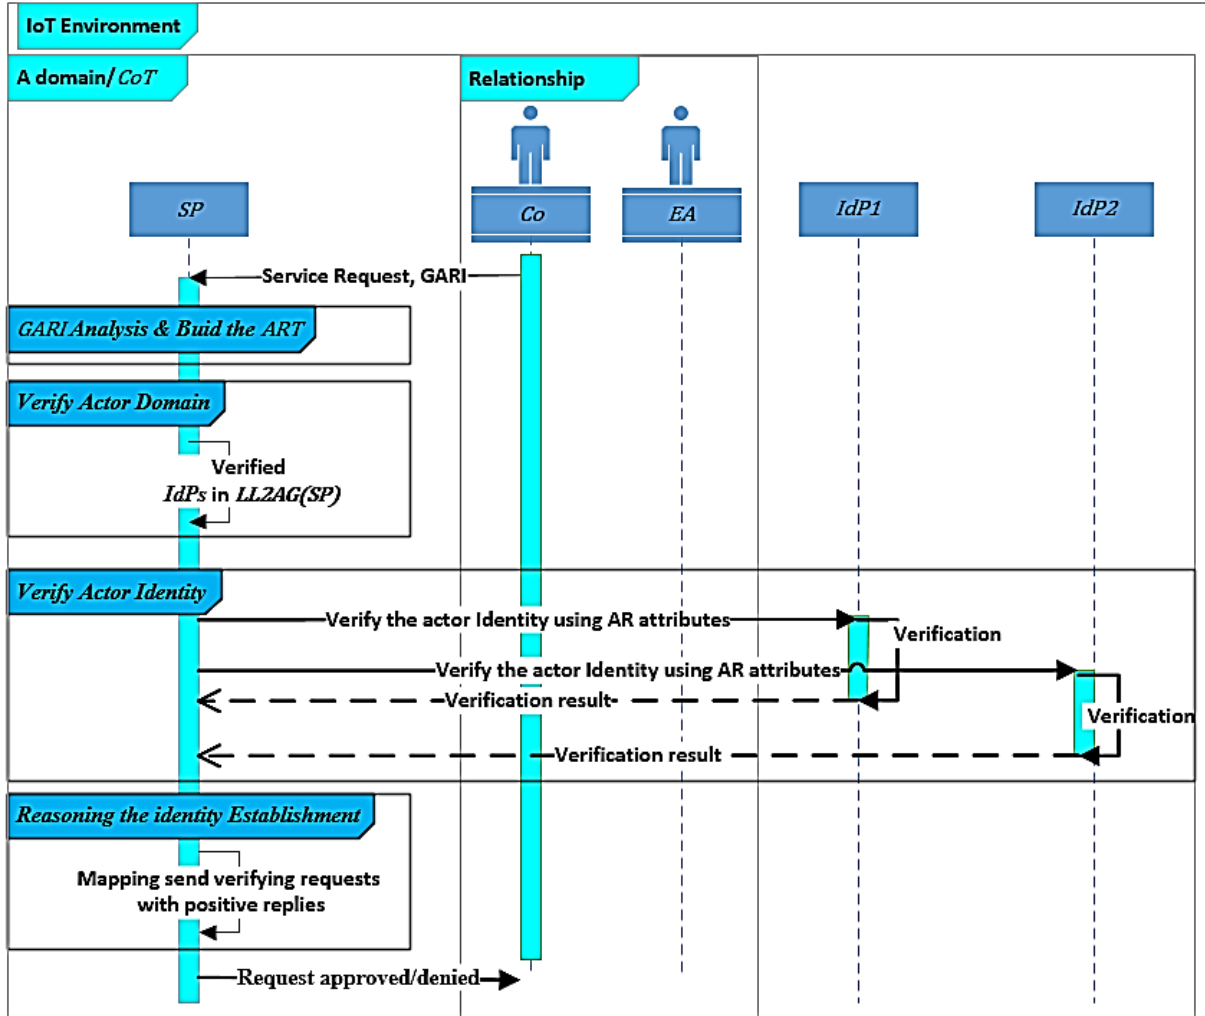 IoT Environment
A domain/ CoT
Relationship
SP
Co
EA
IdP1
IdP2
Service Request, GARI
GARI Analysis & Buid the ART
Verify Actor Domain
Verified
IdPs in LL2AG(SP)
Verify Actor Identity
Verify the actor Identity using AR attributes
Verification
Verify the actor Identity using AR attributes
Verification result
Verification
Verification result
Reasoning the identity Establishment
Mapping send verifying requests
with positive replies
Request approved/denied